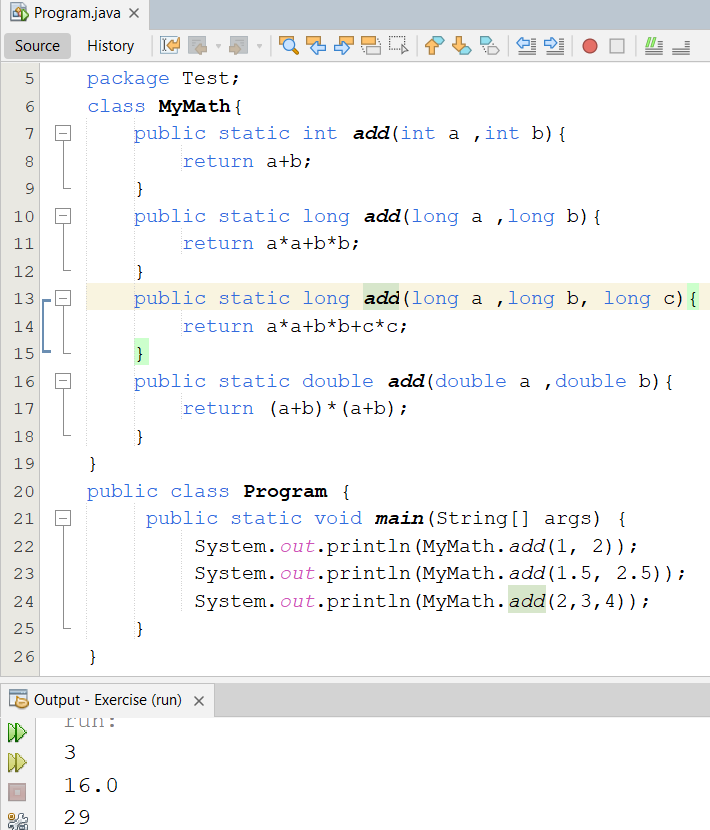 Program.java
Source History
5 package Test;
6 class MyMath{
7 public static int add(int a ,int b){
8 return a+b;
9 }
10 public static long add(long a ,long b){
11 return a*a+b*b;
12 }
13 public static long add(long a ,long b, long c){
14 return a*a+b*b+c*c;
15 }
16 public static double add(double a ,double b){
17 return (a+b)*(a+b);
18 }
19 }
20 public class Program {
21 public static void main(String[] args) {
22 System.out.println(MyMath.add(1, 2));
23 System.out.println(MyMath.add(1.5, 2.5));
24 System.out.println(MyMath.add(2,3,4));
25 }
26 }
Output - Exercise (run)
run:
3
16.0
29